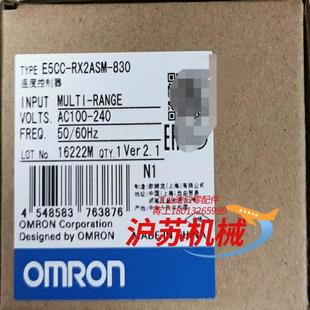 TYPE E5CC-RX2ASM-830
温度控制器
INPUT MULTI-RANGE
VOLTS. AC100-240
FREQ. 50/60Hz
LOT No 16222M QTY. 1 Ver 2.1
N1
4 548583 763876
OMRON Corporation
Designed by OMRON
沪苏机械
OMRON